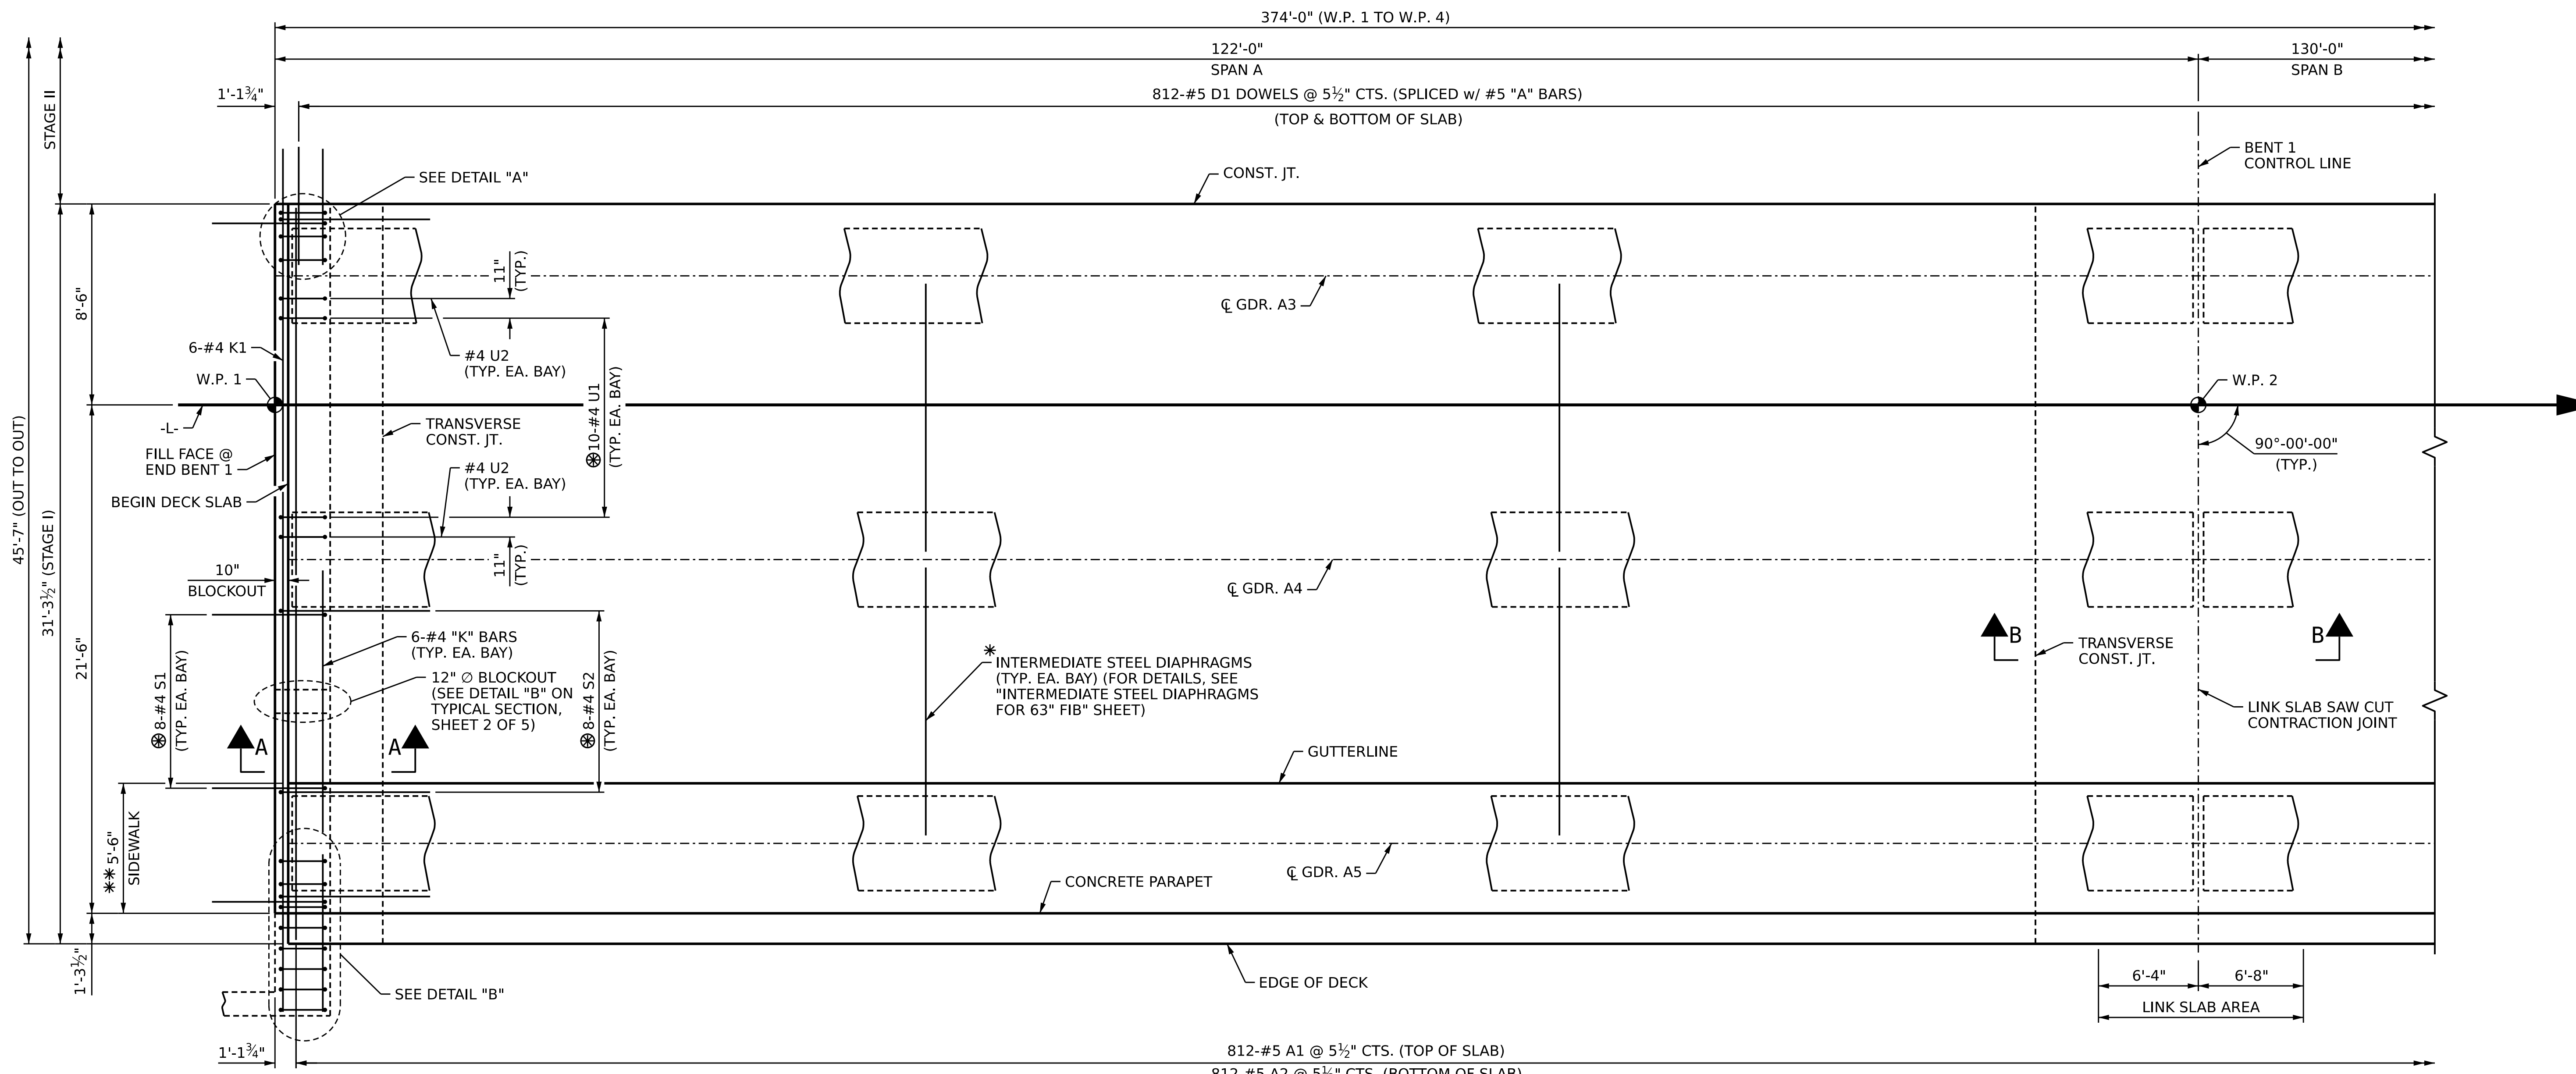 374'-0" (W.P. 1 TO W.P. 4)
122'-0"
SPAN A
130'-0"
SPAN B
1'-1¾"
812-#5 D1 DOWELS @ 5½" CTS. (SPLICED w/ #5 "A" BARS)
(TOP & BOTTOM OF SLAB)
STAGE II
BENT 1
CONTROL LINE
SEE DETAIL "A"
CONST. JT.
11"
(TYP.)
℄ GDR. A3
8'-6"
6-#4 K1
#4 U2
(TYP. EA. BAY)
W.P. 1
W.P. 2
⊛10-#4 U1
(TYP. EA. BAY)
-L-
TRANSVERSE
CONST. JT.
90°-00'-00"
(TYP.)
FILL FACE @
END BENT 1
#4 U2
(TYP. EA. BAY)
BEGIN DECK SLAB
45'-7" (OUT TO OUT)
31'-3½" (STAGE I)
11"
(TYP.)
10"
BLOCKOUT
℄ GDR. A4
21'-6"
6-#4 "K" BARS
(TYP. EA. BAY)
B
B
TRANSVERSE
CONST. JT.
*
INTERMEDIATE STEEL DIAPHRAGMS
(TYP. EA. BAY) (FOR DETAILS, SEE
"INTERMEDIATE STEEL DIAPHRAGMS
FOR 63" FIB" SHEET)
12" ∅ BLOCKOUT
(SEE DETAIL "B" ON
TYPICAL SECTION,
SHEET 2 OF 5)
⊛8-#4 S1
(TYP. EA. BAY)
⊛8-#4 S2
(TYP. EA. BAY)
LINK SLAB SAW CUT
CONTRACTION JOINT
A
A
GUTTERLINE
**5'-6"
SIDEWALK
℄ GDR. A5
CONCRETE PARAPET
1'-3½"
SEE DETAIL "B"
EDGE OF DECK
6'-4"
6'-8"
LINK SLAB AREA
1'-1¾"
812-#5 A1 @ 5½" CTS. (TOP OF SLAB)
812-#5 A2 @ 5½" CTS. (BOTTOM OF SLAB)